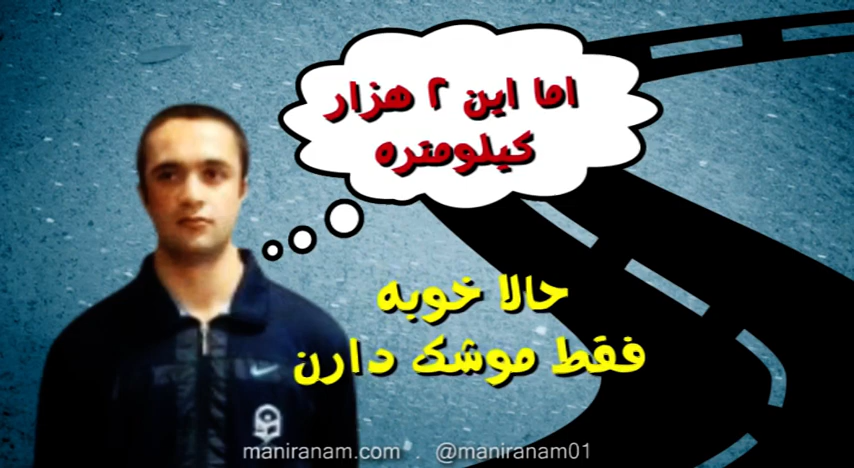 اما این ۲ هزار
کیلومتره
حالا خوبه
فقط موشک دارن
maniranam.com . @maniranam01